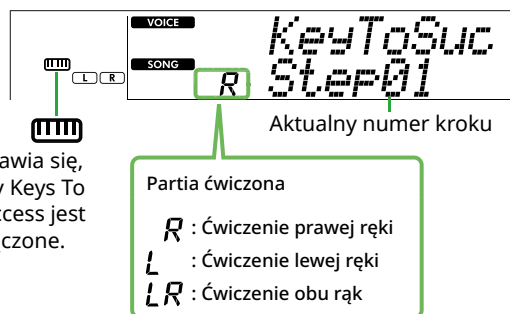 VOICE
KeyToSuc
SONG
L R
R
Step01
Aktualny numer kroku
awia się,
y Keys To
ccess jest
czone.
Partia ćwiczona
R : Ćwiczenie prawej ręki
L : Ćwiczenie lewej ręki
LR : Ćwiczenie obu rąk